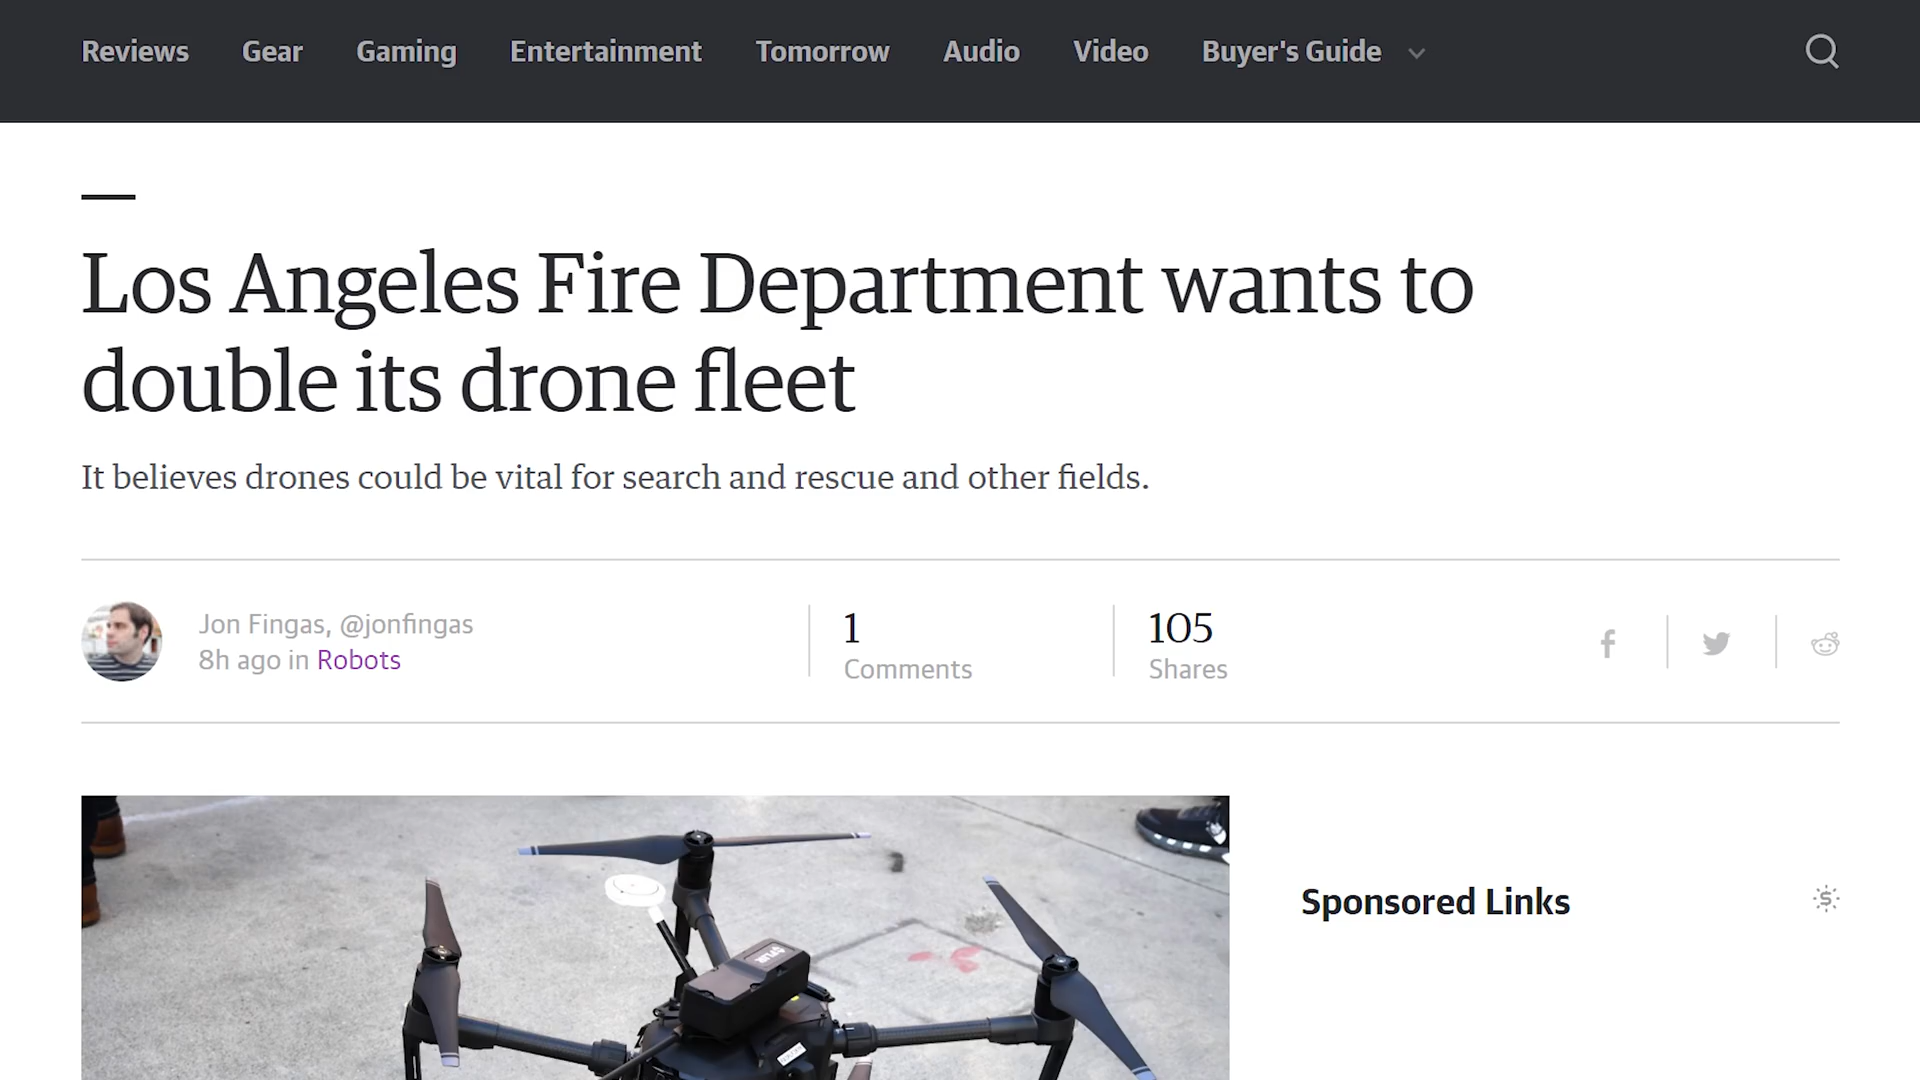 Reviews Gear Gaming Entertainment Tomorrow Audio Video Buyer's Guide
Los Angeles Fire Department wants to
double its drone fleet
It believes drones could be vital for search and rescue and other fields.
Jon Fingas, @jonfingas
8h ago in Robots
1
Comments
105
Shares
Sponsored Links